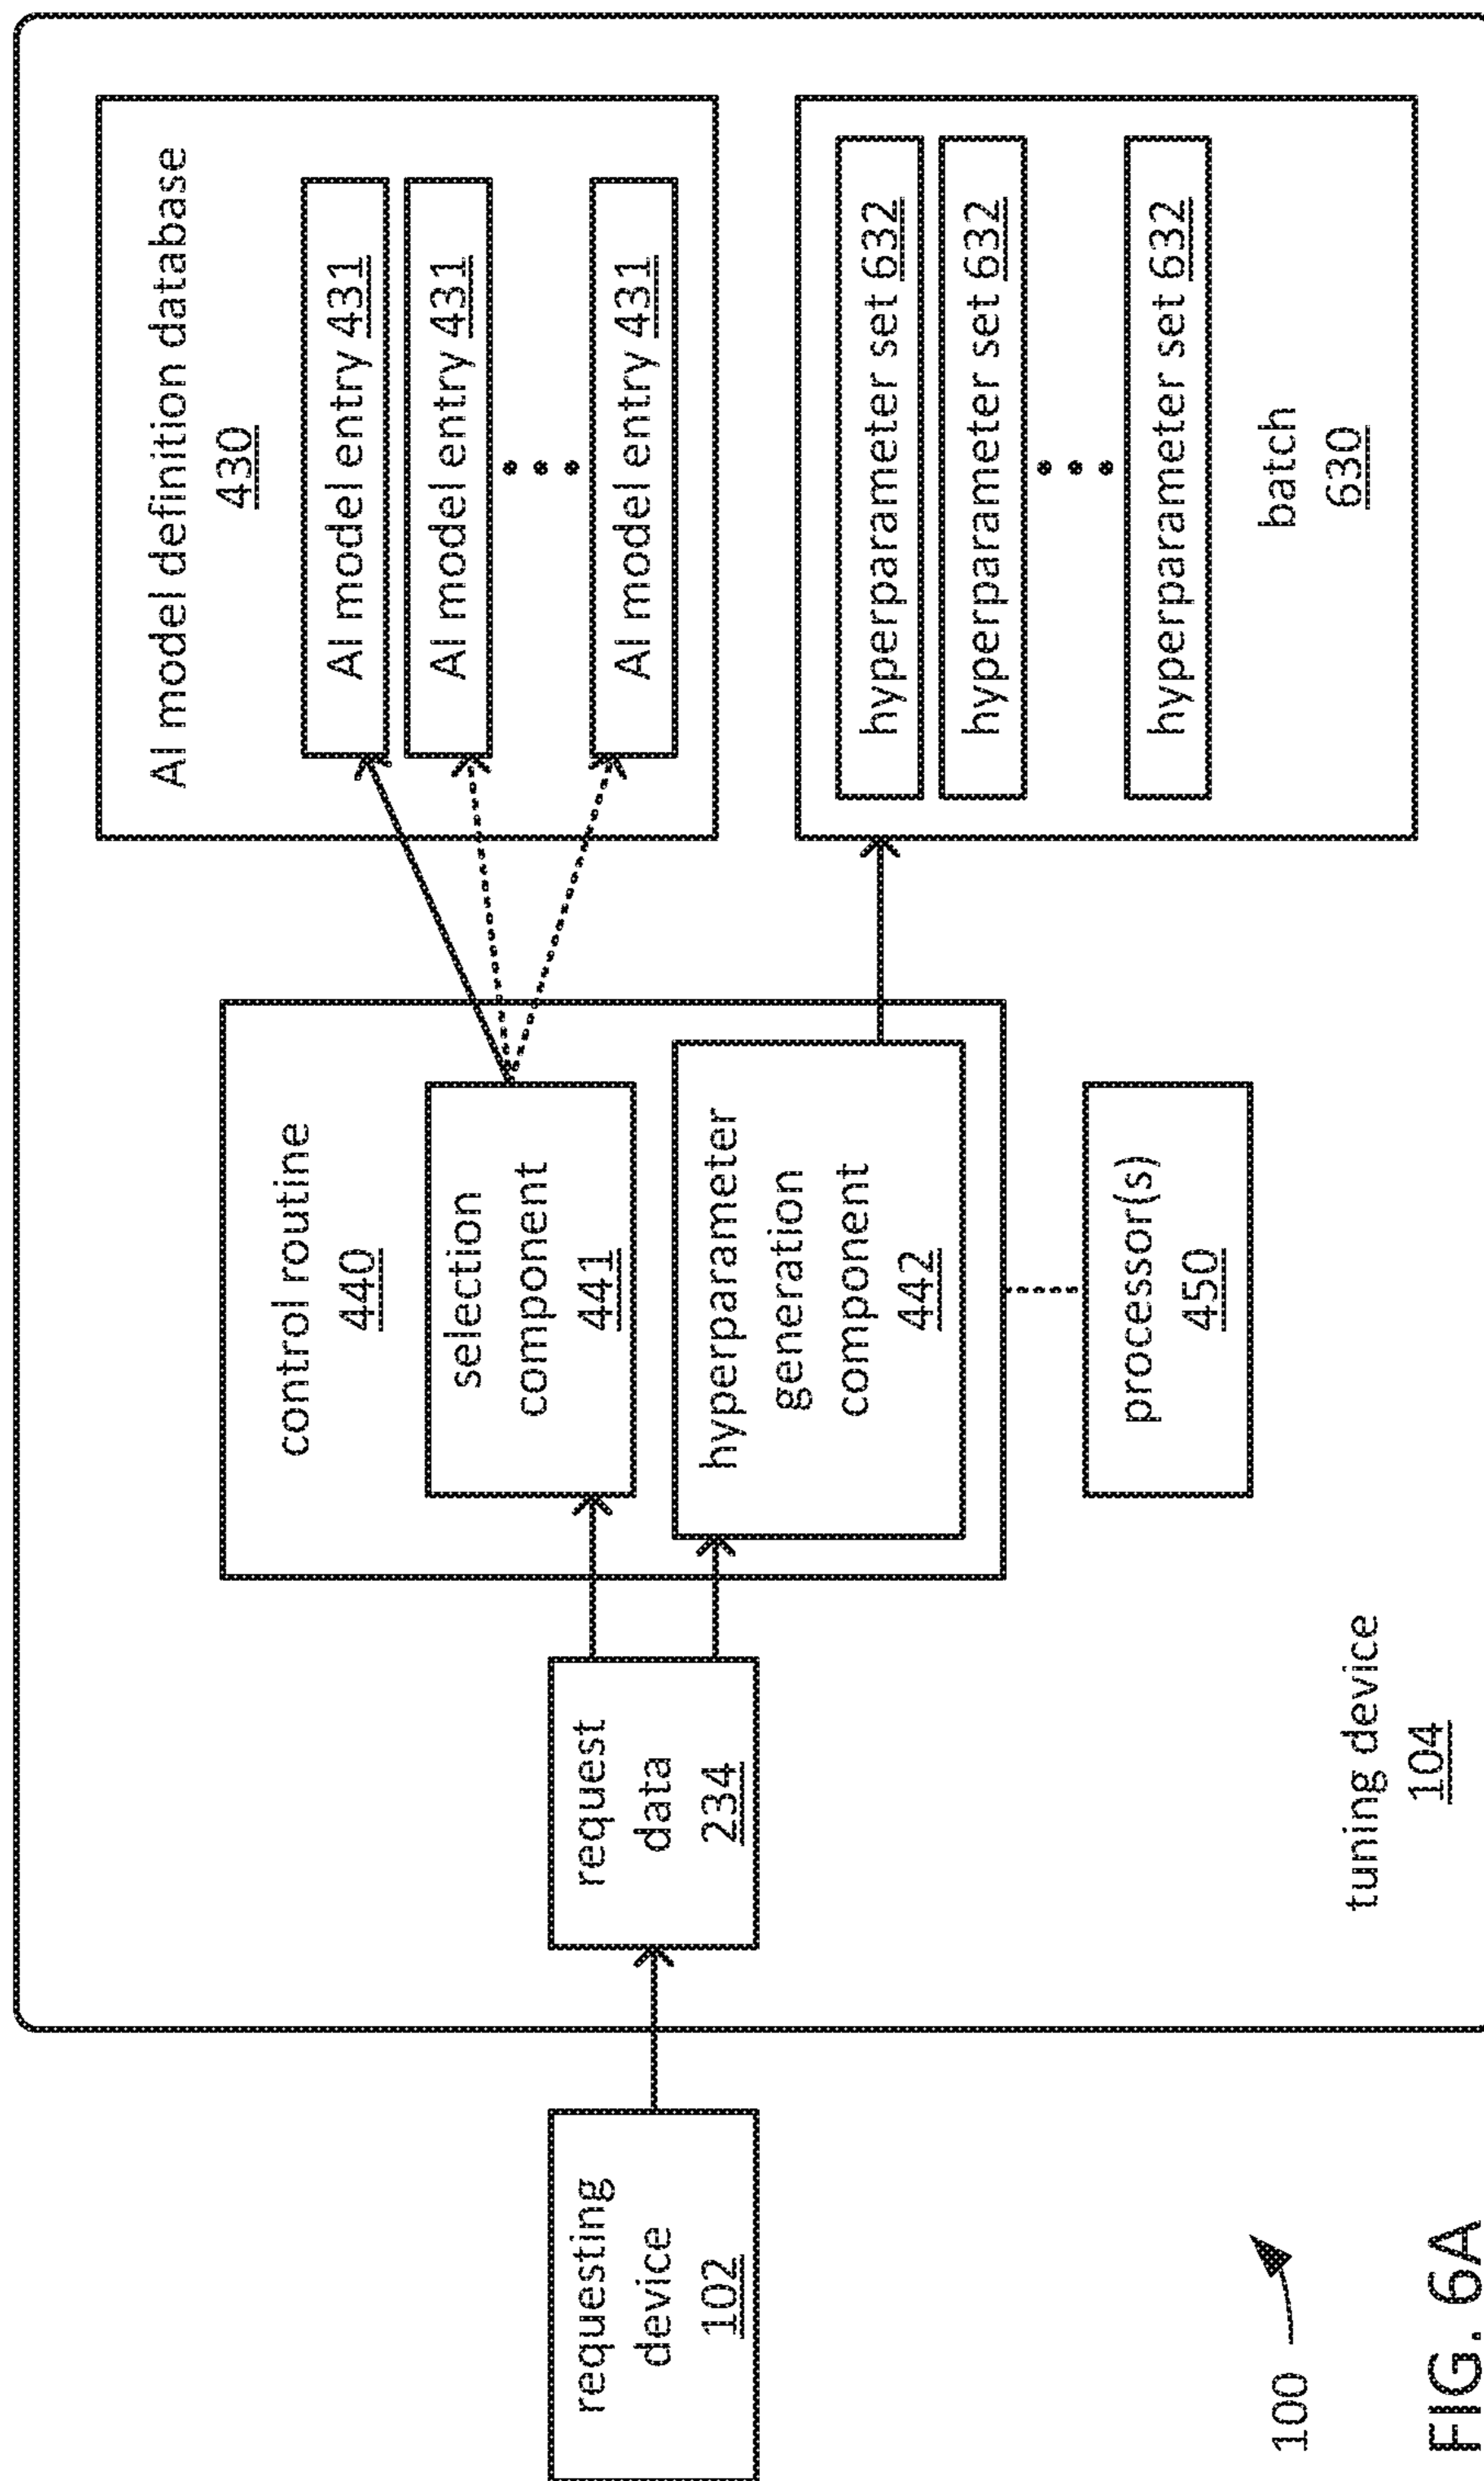 requesting
device
102
request
data
234
control routine
440
selection
component
441
hyperparameter
generation
component
442
processor(s)
450
AI model definition database
430
AI model entry 431
AI model entry 431
AI model entry 431
hyperparameter set 632
hyperparameter set 632
hyperparameter set 632
batch
630
tuning device
104
100
FIG. 6A